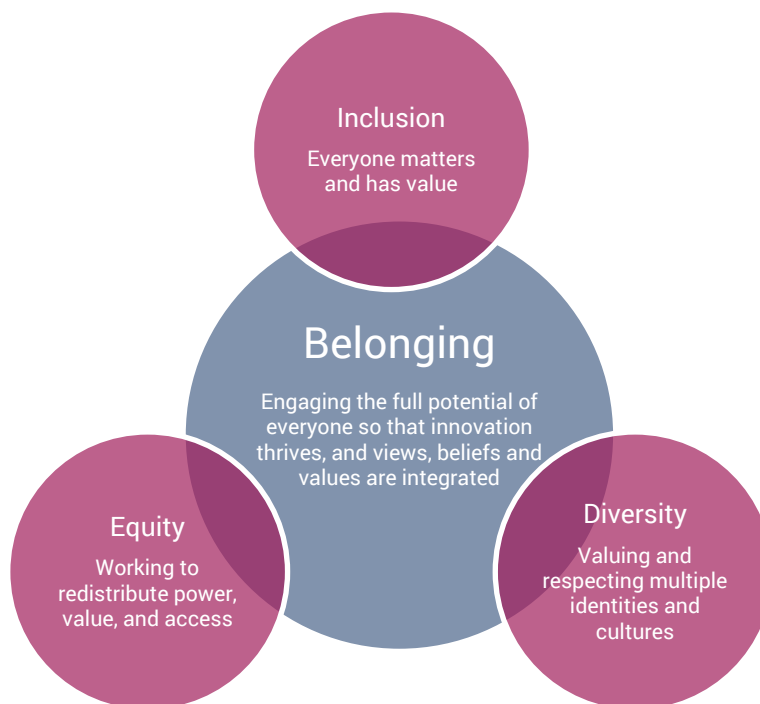 Inclusion
Everyone matters
and has value
Belonging
Engaging the full potential of
everyone so that innovation
thrives, and views, beliefs and
values are integrated
Equity
Working to
redistribute power,
value, and access
Diversity
Valuing and
respecting multiple
identities and
cultures